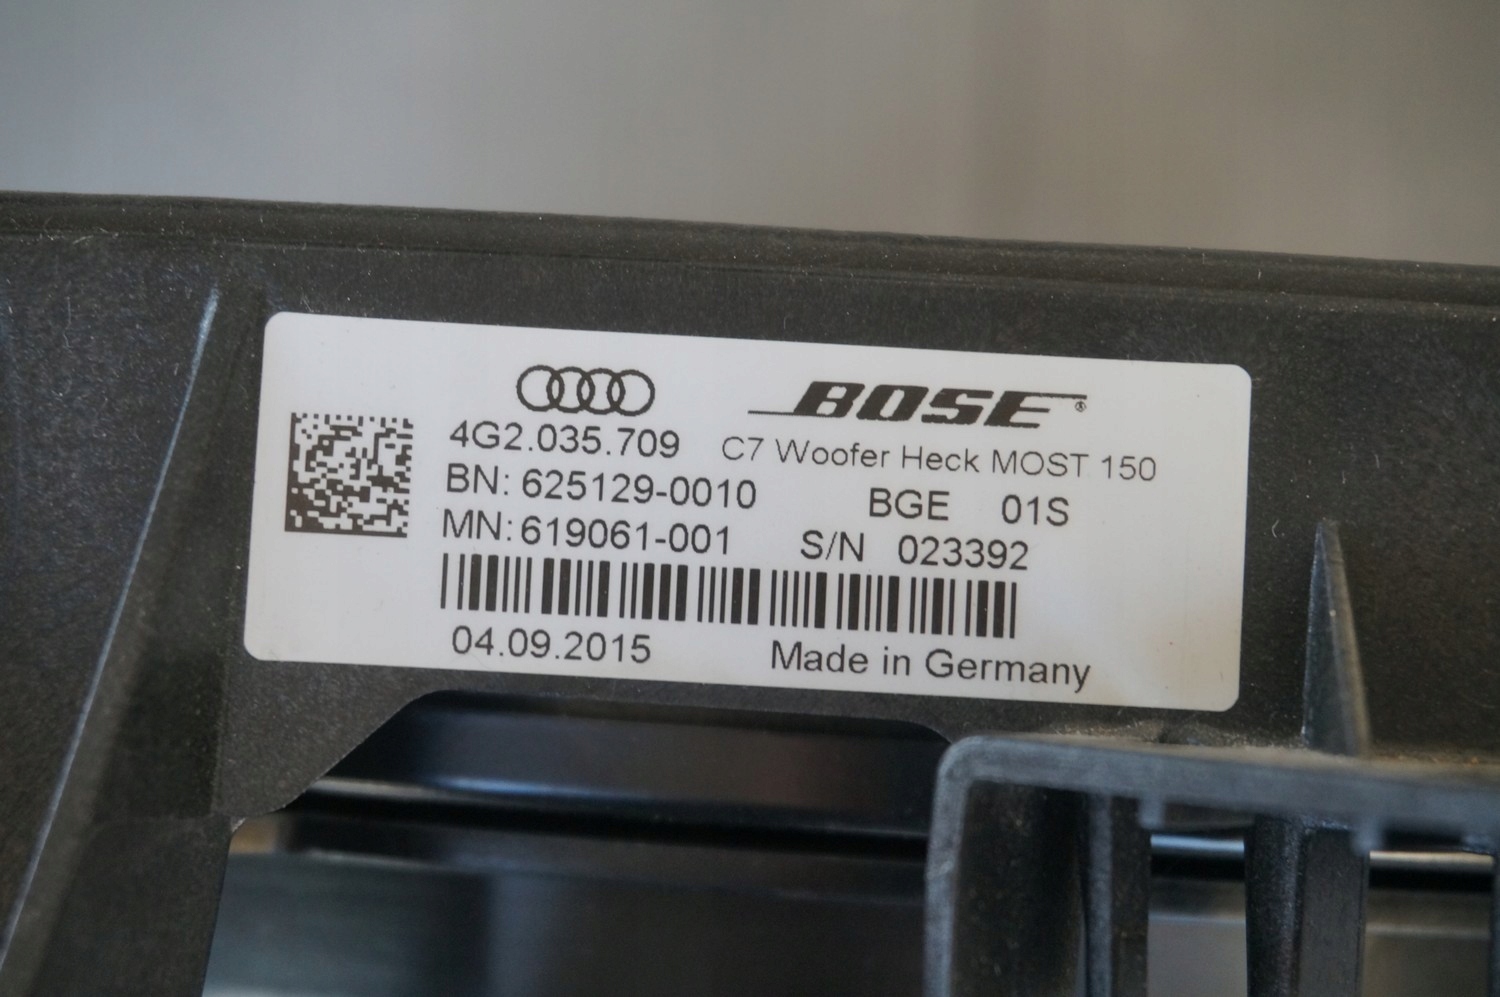 BOSE®
4G2.035.709 C7 Woofer Heck MOST 150
BN: 625129-0010 BGE 01S
MN: 619061-001 S/N 023392
04.09.2015 Made in Germany